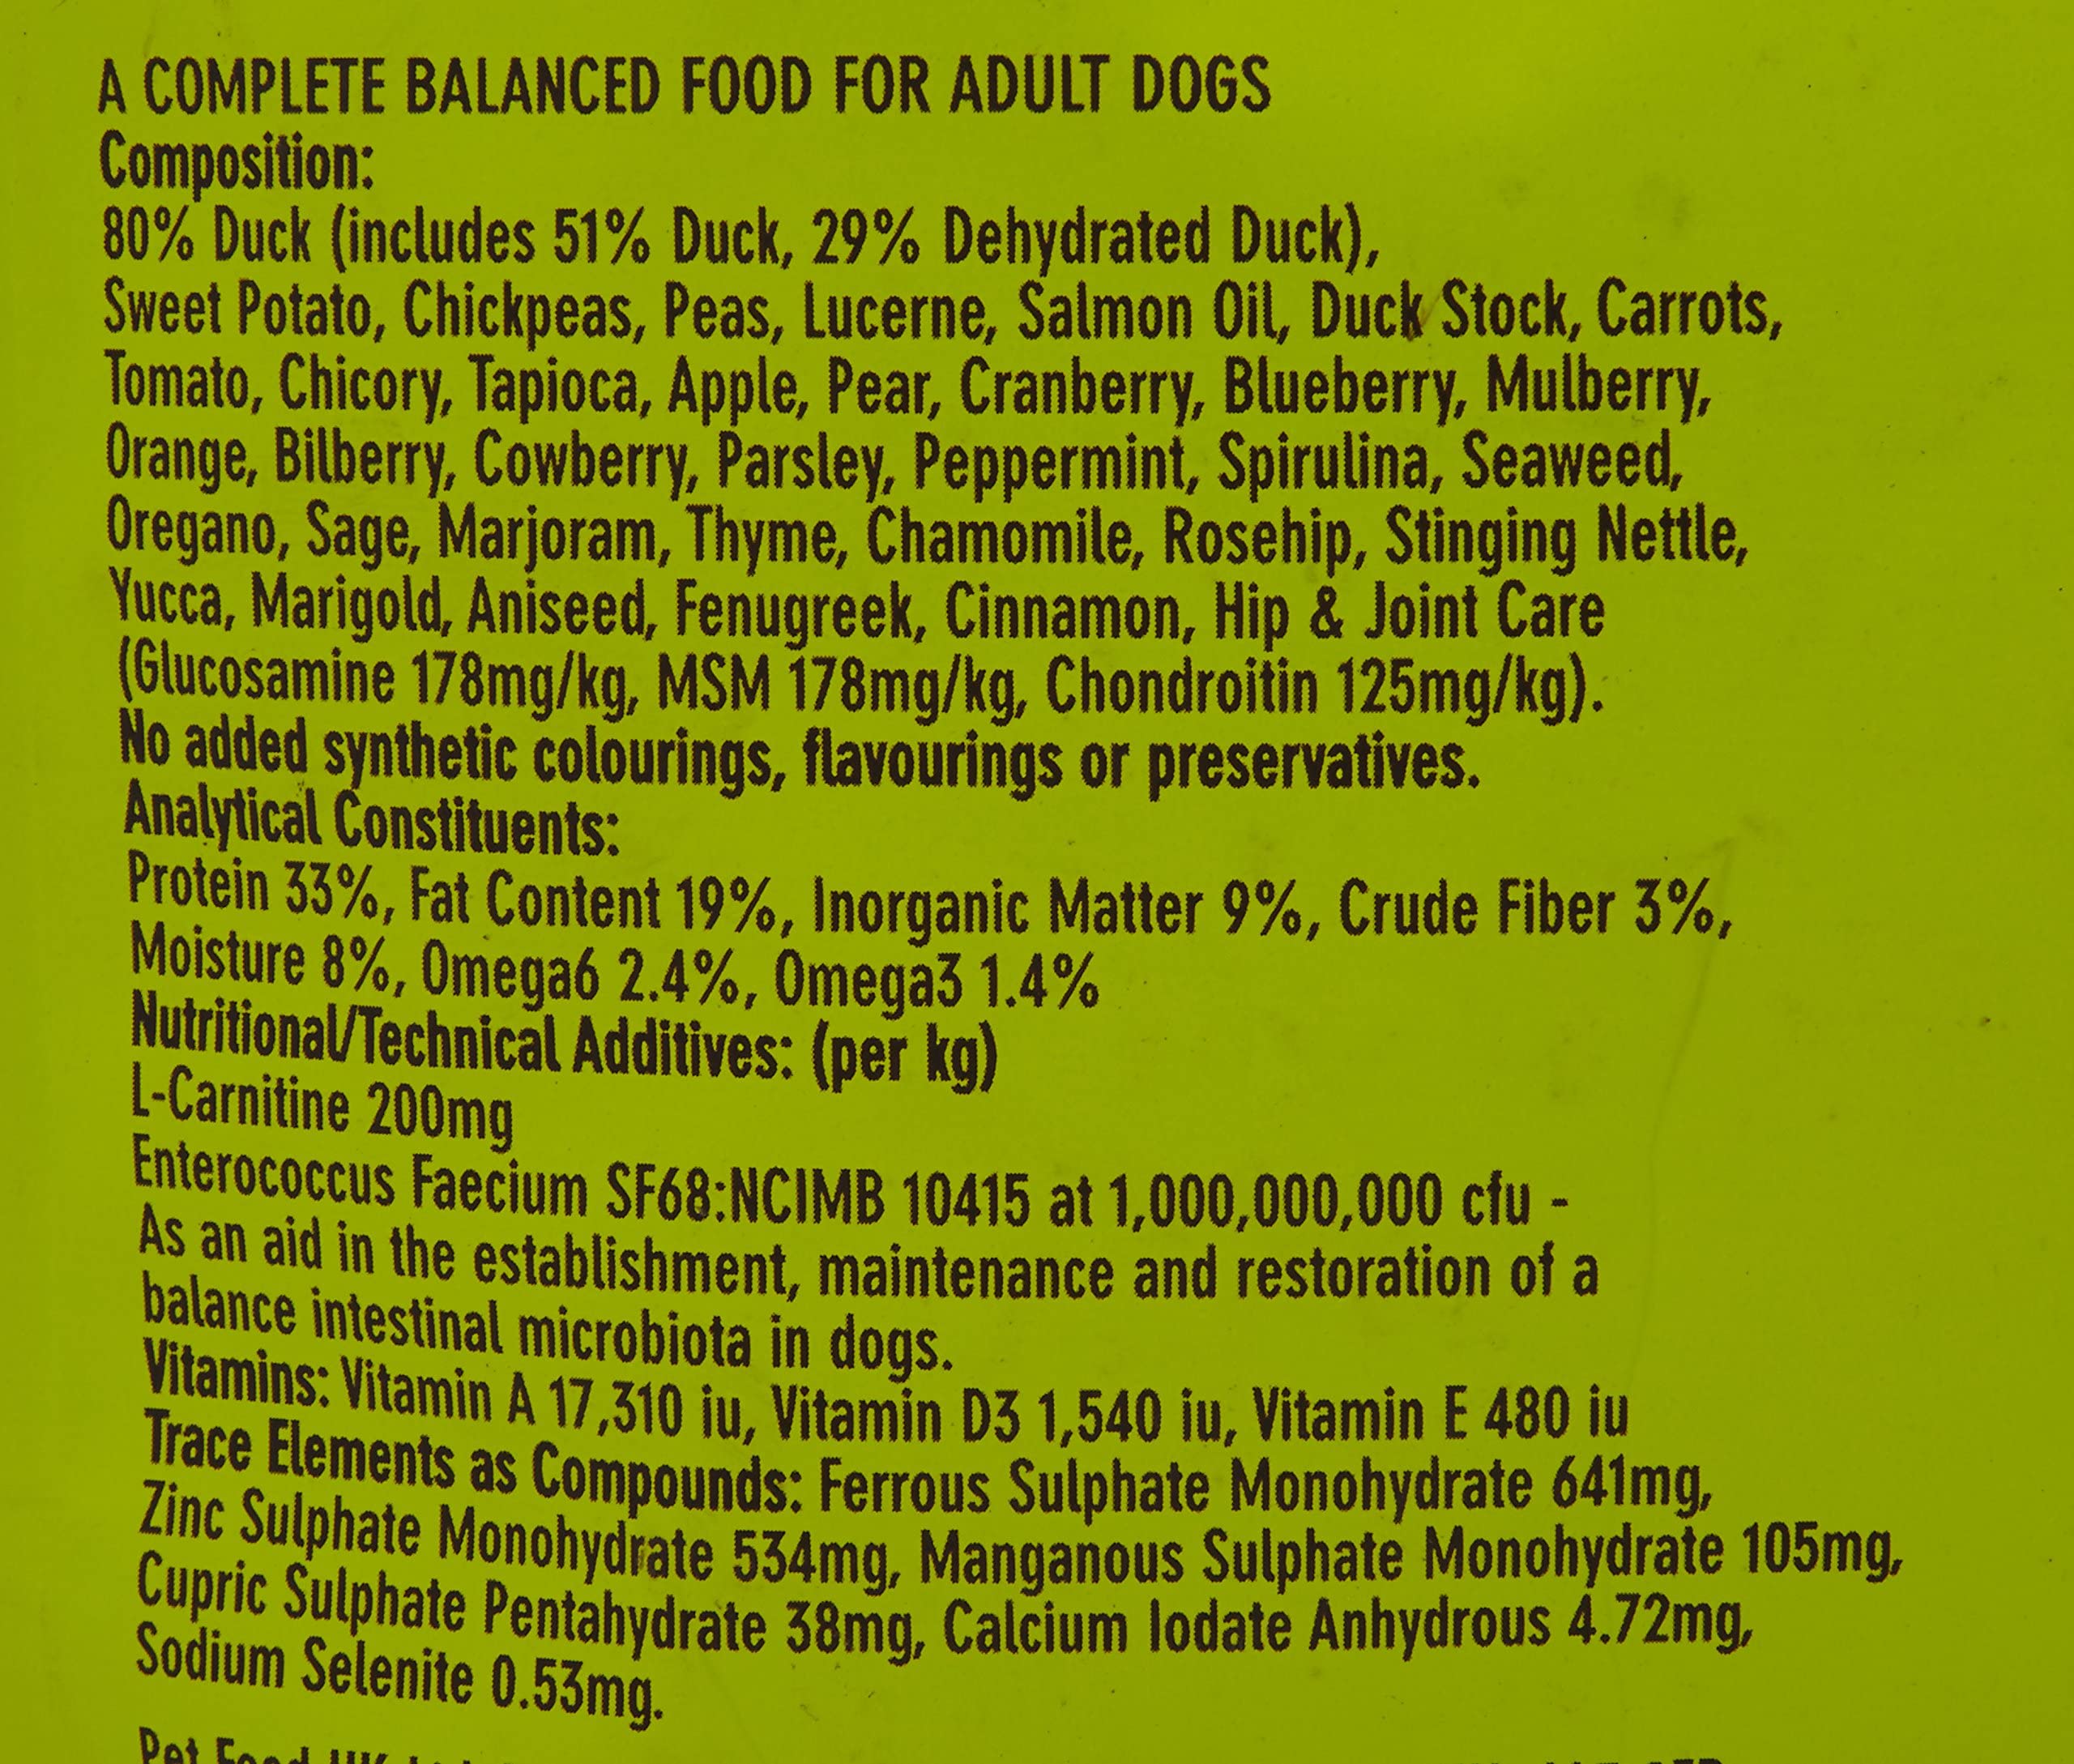 A COMPLETE BALANCED FOOD FOR ADULT DOGS
Composition:
80% Duck (includes 51% Duck, 29% Dehydrated Duck),
Sweet Potato, Chickpeas, Peas, Lucerne, Salmon Oil, Duck Stock, Carrots,
Tomato, Chicory, Tapioca, Apple, Pear, Cranberry, Blueberry, Mulberry,
Orange, Bilberry, Cowberry, Parsley, Peppermint, Spirulina, Seaweed,
Oregano, Sage, Marjoram, Thyme, Chamomile, Rosehip, Stinging Nettle,
Yucca, Marigold, Aniseed, Fenugreek, Cinnamon, Hip & Joint Care
(Glucosamine 178mg/kg, MSM 178mg/kg, Chondroitin 125mg/kg).
No added synthetic colourings, flavourings or preservatives.
Analytical Constituents:
Protein 33%, Fat Content 19%, Inorganic Matter 9%, Crude Fiber 3%,
Moisture 8%, Omega6 2.4%, Omega3 1.4%
Nutritional/Technical Additives: (per kg)
L-Carnitine 200mg
Enterococcus Faecium SF68:NCIMB 10415 at 1,000,000,000 cfu -
As an aid in the establishment, maintenance and restoration of a
balance intestinal microbiota in dogs.
Vitamins: Vitamin A 17,310 iu, Vitamin D3 1,540 iu, Vitamin E 480 iu
Trace Elements as Compounds: Ferrous Sulphate Monohydrate 641mg,
Zinc Sulphate Monohydrate 534mg, Manganous Sulphate Monohydrate 105mg,
Cupric Sulphate Pentahydrate 38mg, Calcium Iodate Anhydrous 4.72mg,
Sodium Selenite 0.53mg.
Pet Food UK